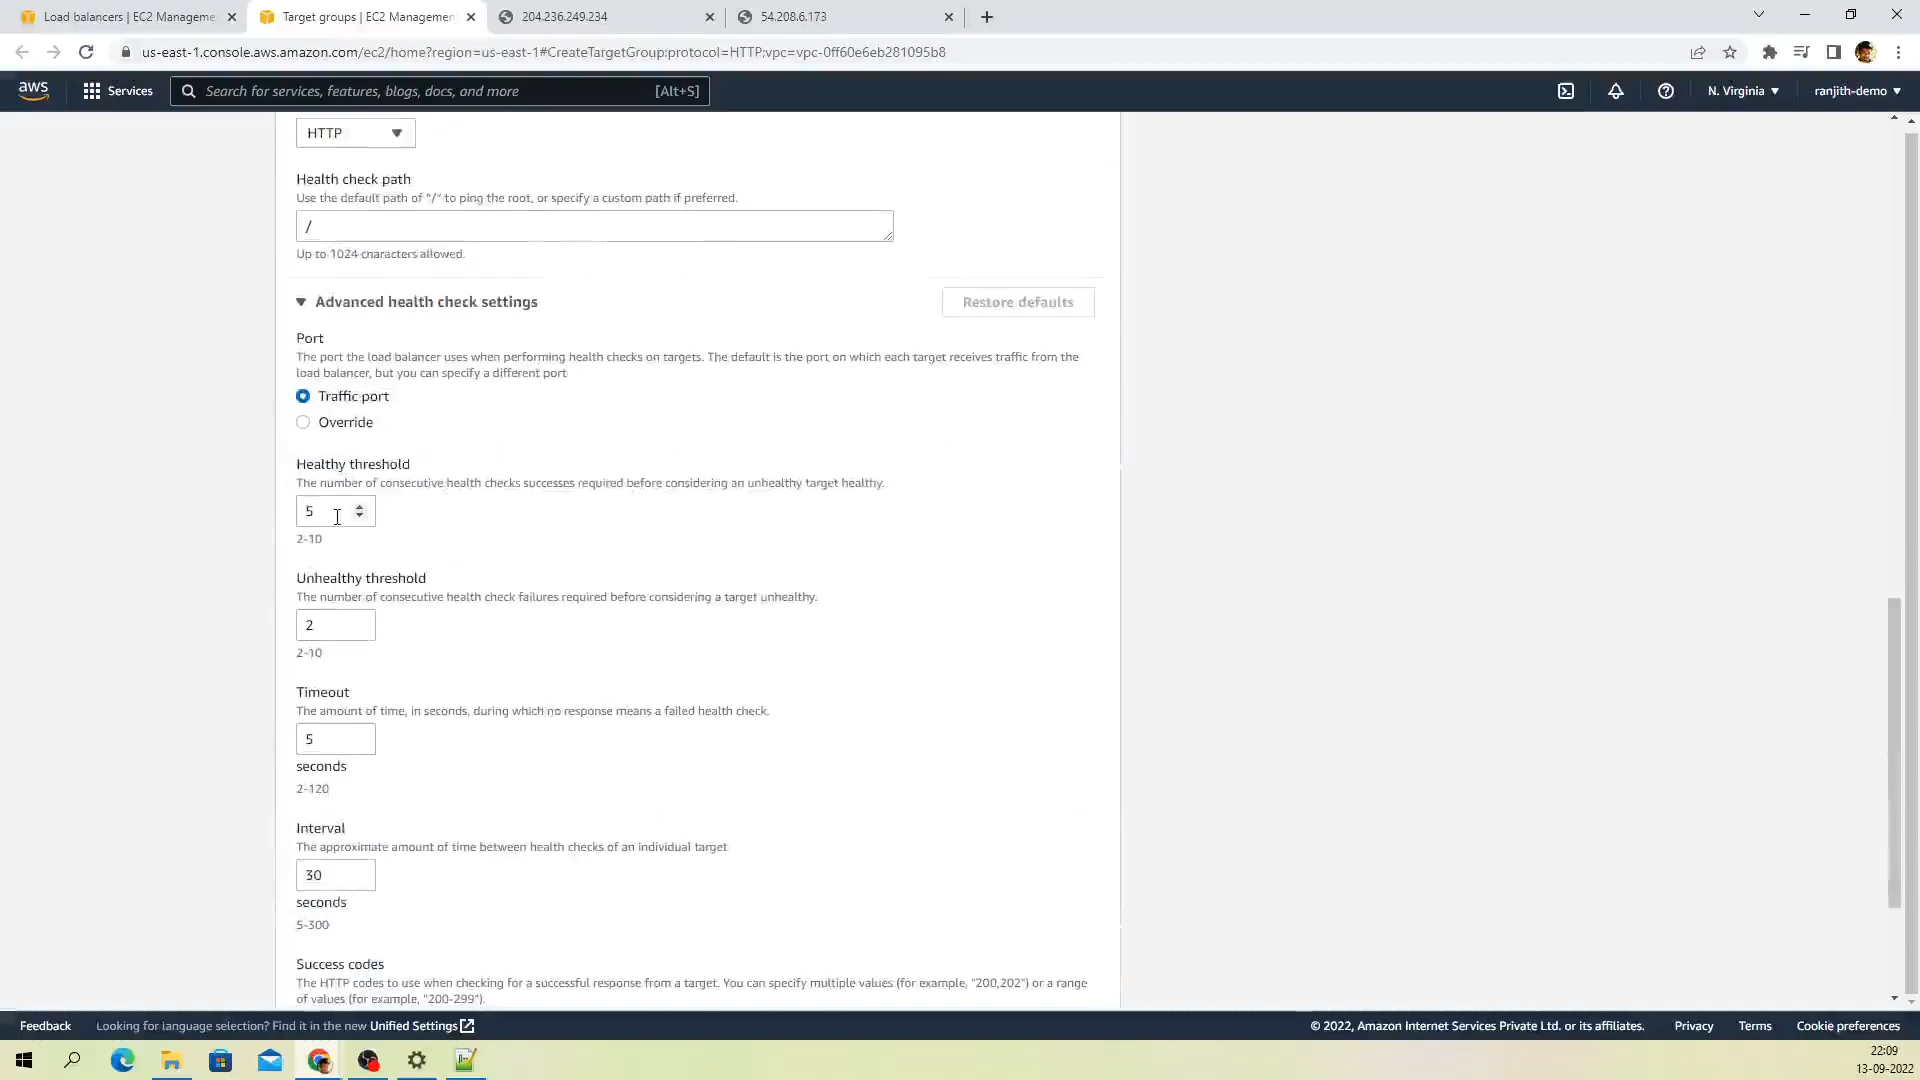 Load balancers | EC2 Manageme
Target groups | EC2 Management
204.236.249.234
54.208.6.173
us-east-1.console.aws.amazon.com/ec2/home?region=us-east-1#CreateTargetGroup:protocol=HTTP;vpc=vpc-0ff60e6eb281095b8
aws
Services
Search for services, features, blogs, docs, and more
[Alt+S]
N. Virginia
ranjith-demo
HTTP
Health check path
Use the default path of "/" to ping the root, or specify a custom path if preferred.
/
Up to 1024 characters allowed.
Advanced health check settings
Restore defaults
Port
The port the load balancer uses when performing health checks on targets. The default is the port on which each target receives traffic from the
load balancer, but you can specify a different port
Traffic port
Override
Healthy threshold
The number of consecutive health checks successes required before considering an unhealthy target healthy.
5
2-10
Unhealthy threshold
The number of consecutive health check failures required before considering a target unhealthy.
2
2-10
Timeout
The amount of time, in seconds, during which no response means a failed health check.
5
seconds
2-120
Interval
The approximate amount of time between health checks of an individual target
30
seconds
5-300
Success codes
The HTTP codes to use when checking for a successful response from a target. You can specify multiple values (for example, "200,202") or a range
of values (for example, "200-299").
Feedback
Looking for language selection? Find it in the new Unified Settings
© 2022, Amazon Internet Services Private Ltd. or its affiliates.
Privacy
Terms
Cookie preferences
22:09
13-09-2022